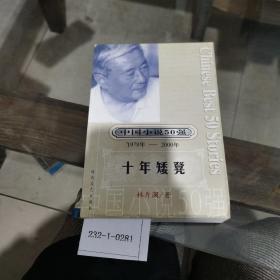 中国小说50强
1978年——2000年
十年矮凳
林斤澜/著
Chinese Best 50 Stories
232-1-0281